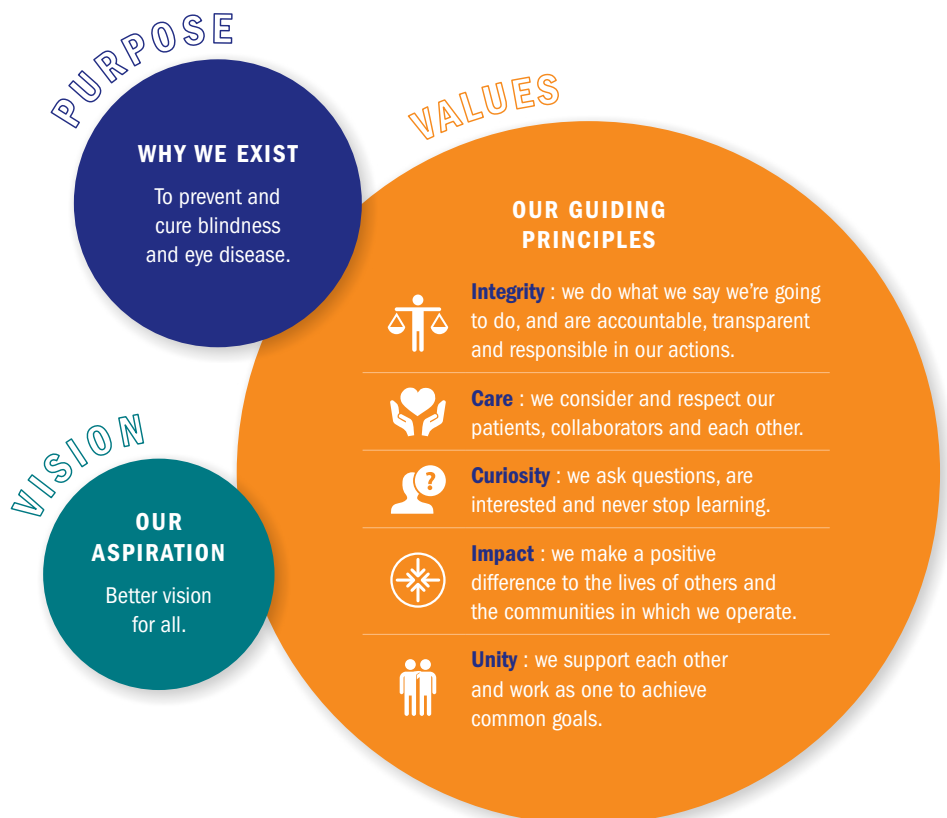 PURPOSE
WHY WE EXIST
To prevent and
cure blindness
and eye disease.
VISION
OUR
ASPIRATION
Better vision
for all.
VALUES
OUR GUIDING
PRINCIPLES
Integrity : we do what we say we're going
to do, and are accountable, transparent
and responsible in our actions.
Care : we consider and respect our
patients, collaborators and each other.
?
Curiosity : we ask questions, are
interested and never stop learning.
Impact : we make a positive
difference to the lives of others and
the communities in which we operate.
Unity : we support each other
and work as one to achieve
common goals.